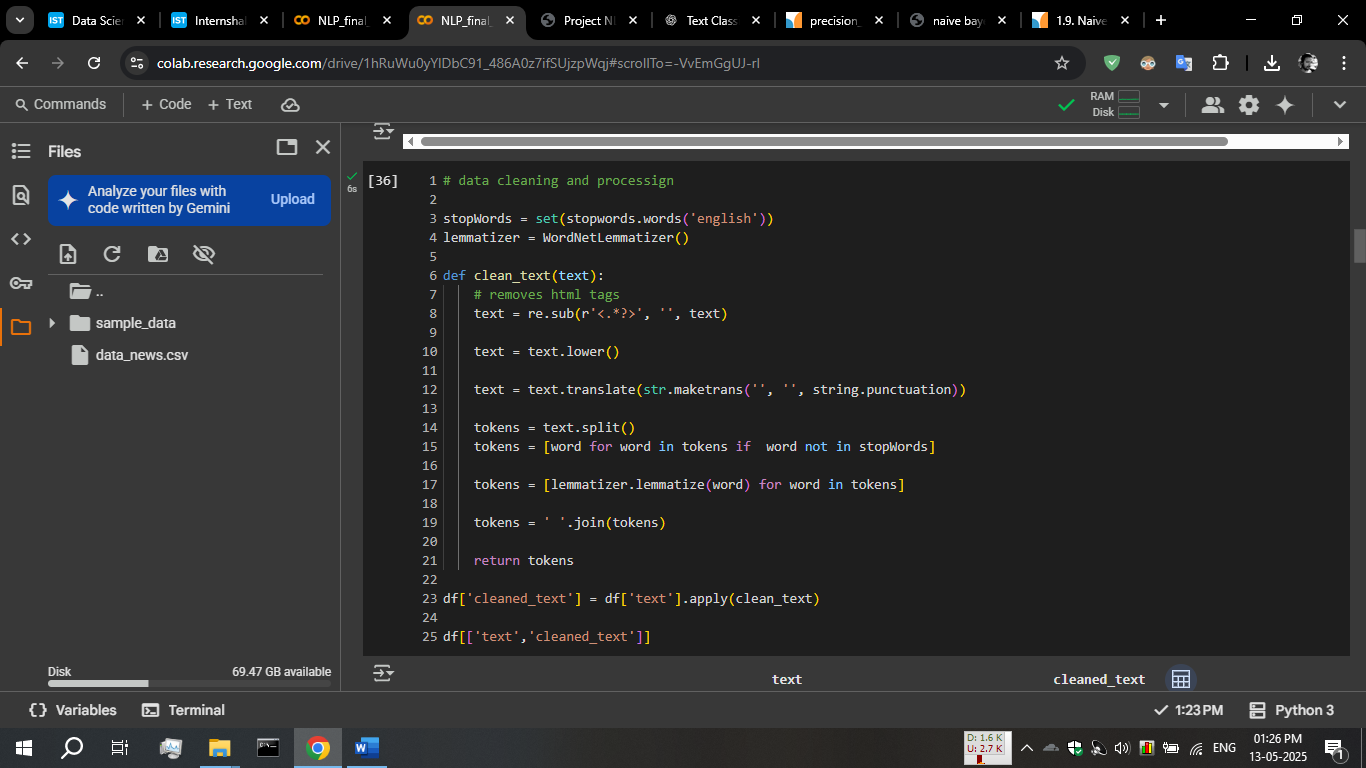 Data Scien
Internshal
NLP_final_
NLP_final_
Project NL
Text Class
precision_
naive bay
1.9. Naive
colab.research.google.com/drive/1hRuWu0yYIDbC91_486A0z7ifSUjzpWqj#scrollTo=-VvEmGgUJ-rI
Commands + Code + Text
RAM
Disk
Files
Analyze your files with
code written by Gemini
Upload
..
sample_data
data_news.csv
Disk 69.47 GB available
6s
[36]
1 # data cleaning and processign
2
3 stopWords = set(stopwords.words('english'))
4 lemmatizer = WordNetLemmatizer()
5
6 def clean_text(text):
7 # removes html tags
8 text = re.sub(r'<.*?>', '', text)
9
10 text = text.lower()
11
12 text = text.translate(str.maketrans('', '', string.punctuation))
13
14 tokens = text.split()
15 tokens = [word for word in tokens if  word not in stopWords]
16
17 tokens = [lemmatizer.lemmatize(word) for word in tokens]
18
19 tokens = ' '.join(tokens)
20
21 return tokens
22
23 df['cleaned_text'] = df['text'].apply(clean_text)
24
25 df[['text','cleaned_text']]
text cleaned_text
Variables Terminal
1:23 PM Python 3
D: 1.6 K
U: 2.7 K
ENG
01:26 PM
13-05-2025
1